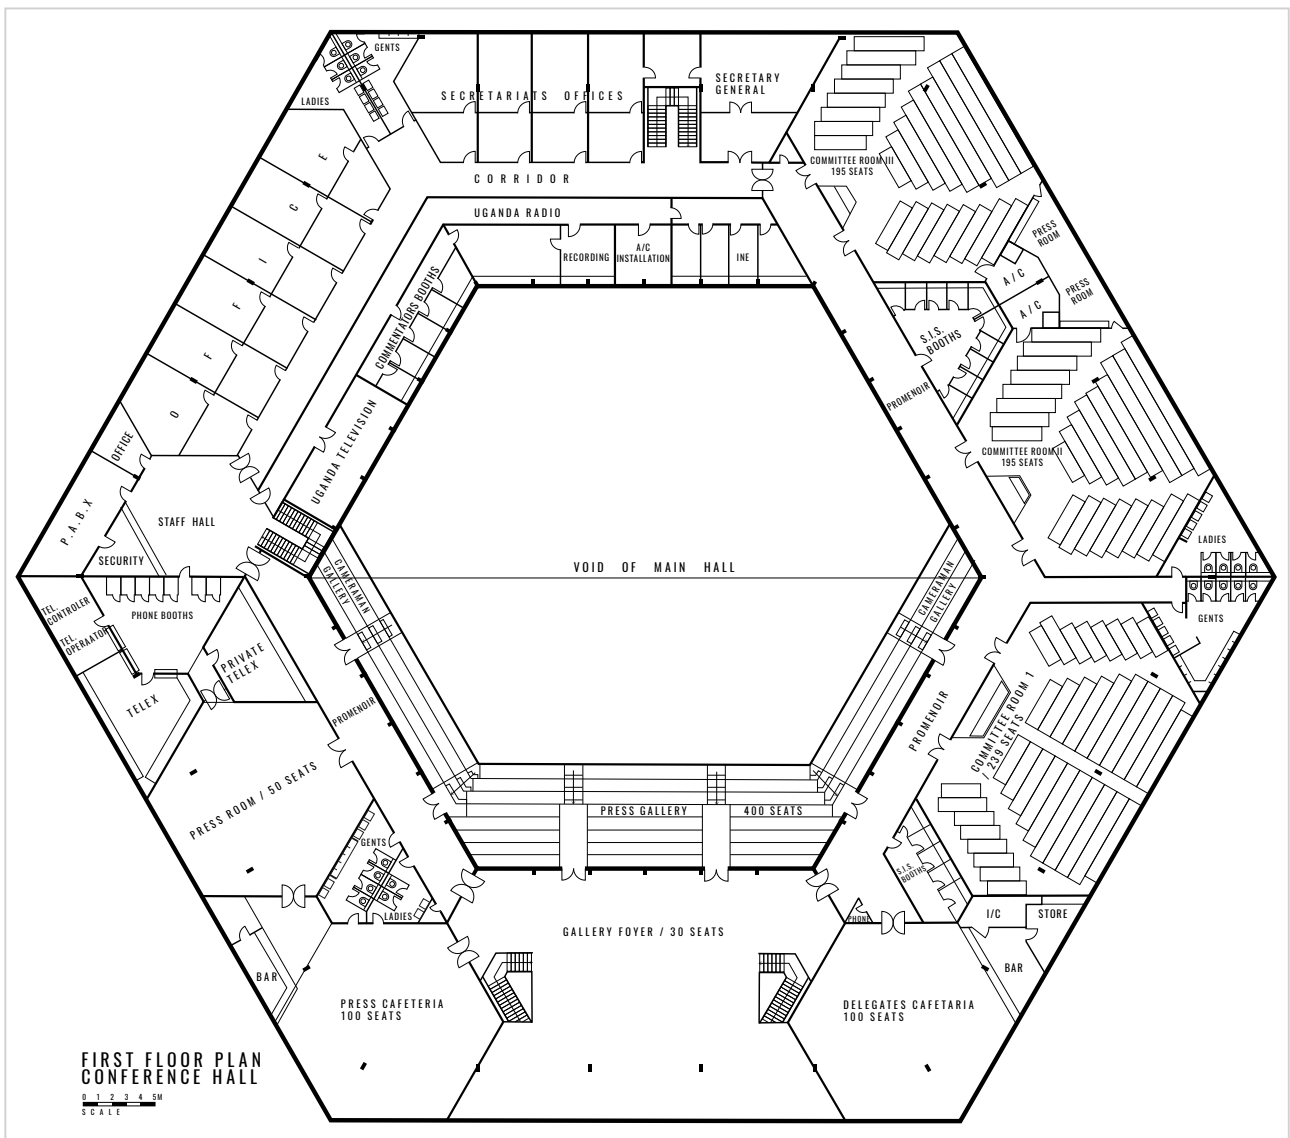 GENTS
LADIES
SECRETARIATS OFFICES
SECRETARY
GENERAL
COMMITTEE ROOM III
195 SEATS
CORRIDOR
UGANDA RADIO
RECORDING
A/C
INSTALLATION
INE
PRESS
ROOM
A/C
PRESS
ROOM
A/C
E
C
I
F
F
O
COMMENTATORS BOOTHS
S.I.S.
BOOTHS
PROMENOIR
OFFICE
UGANDA TELEVISION
COMMITTEE ROOM II
195 SEATS
P.A.B.X
STAFF HALL
SECURITY
LADIES
VOID OF MAIN HALL
CAMERAMAN
GALLERY
CAMERAMAN
GALLERY
TEL.
CONTROLER
TEL.
OPERAATOR
PHONE BOOTHS
GENTS
PRIVATE
TELEX
TELEX
PROMENOIR
PROMENOIR
COMMITTEE ROOM 1
/ 239 SEATS
PRESS ROOM / 50 SEATS
PRESS GALLERY
400 SEATS
GENTS
S.I.S.
BOOTHS
LADIES
PHONE
I/C
STORE
GALLERY FOYER / 30 SEATS
BAR
BAR
PRESS CAFETERIA
100 SEATS
DELEGATES CAFETARIA
100 SEATS
FIRST FLOOR PLAN
CONFERENCE HALL
0 1 2 3 4 5M
SCALE